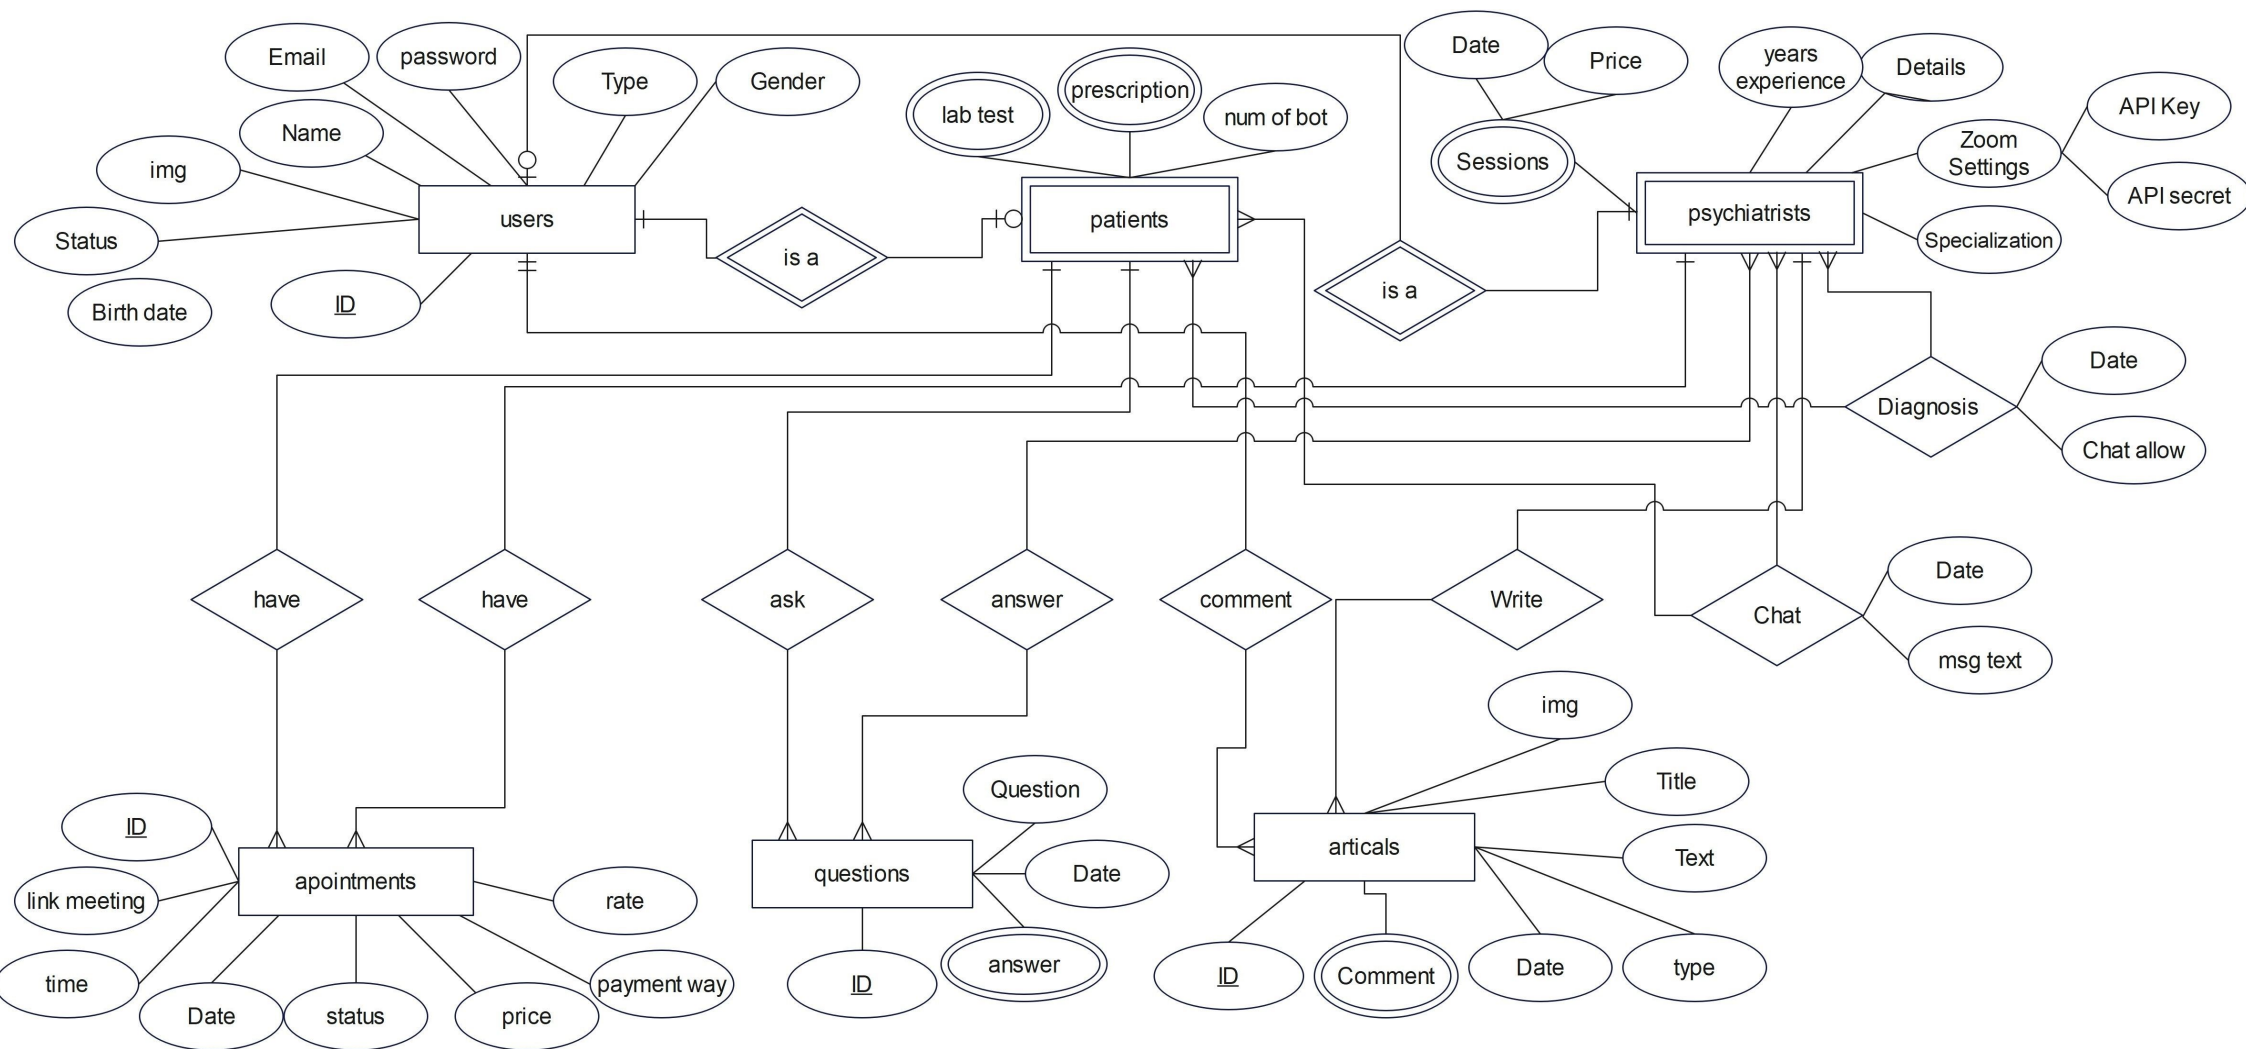 Email
password
Type
Gender
Name
img
Status
Birth date
ID
users
is a
lab test
prescription
num of bot
patients
Date
Price
Sessions
is a
years
experience
Details
Zoom
Settings
API Key
API secret
Specialization
psychiatrists
Diagnosis
Date
Chat allow
have
have
ask
answer
comment
Write
Chat
Date
msg text
ID
link meeting
time
Date
status
price
payment way
rate
apointments
questions
Question
Date
answer
ID
articals
img
Title
Text
type
Date
Comment
ID